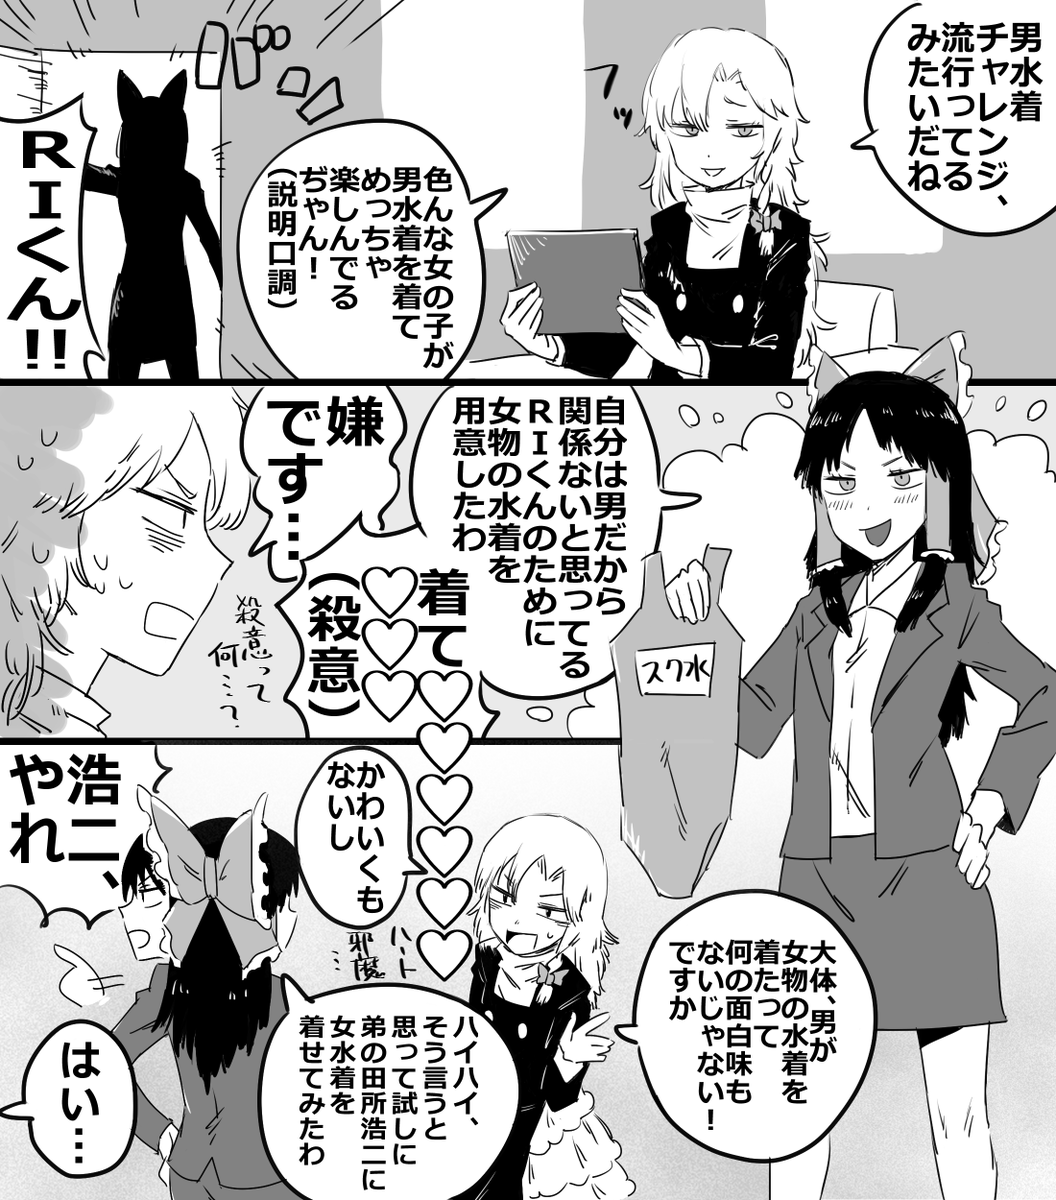 男水着
チャレンジ、
流行ってる
みたいだね
フッ
色んな女の子が
男水着を着て
めっちゃ
楽しんでる
ぢゃん！
（説明口調）
RIくん!!
自分は男だから
関係ないと思ってる
RIくんのために
女物の水着を
用意したわ
スク水
着て♡♡♡♡♡♡
♡♡♡
（殺意）
嫌
です…
殺意って
何…？
大体、男が
女物の水着を
着たって
何の面白味も
ないじゃない！
ですか
かわいくも
ないし
ハート
邪魔…
ハイハイ、
そう言うと
思って試しに
弟の田所浩二に
女水着を
着せてみたわ
浩二、
やれ
はい…